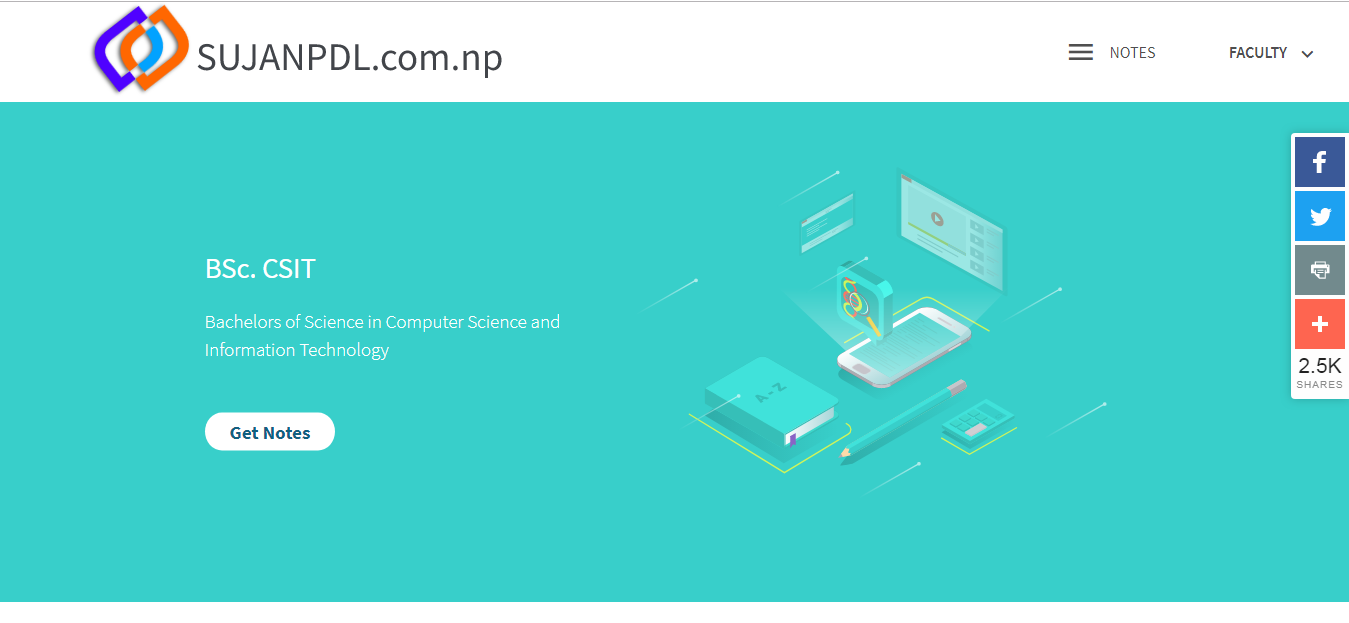 SUJANPDL.com.np
NOTES
FACULTY
BSc. CSIT
Bachelors of Science in Computer Science and
Information Technology
Get Notes
A - Z
2.5K
SHARES